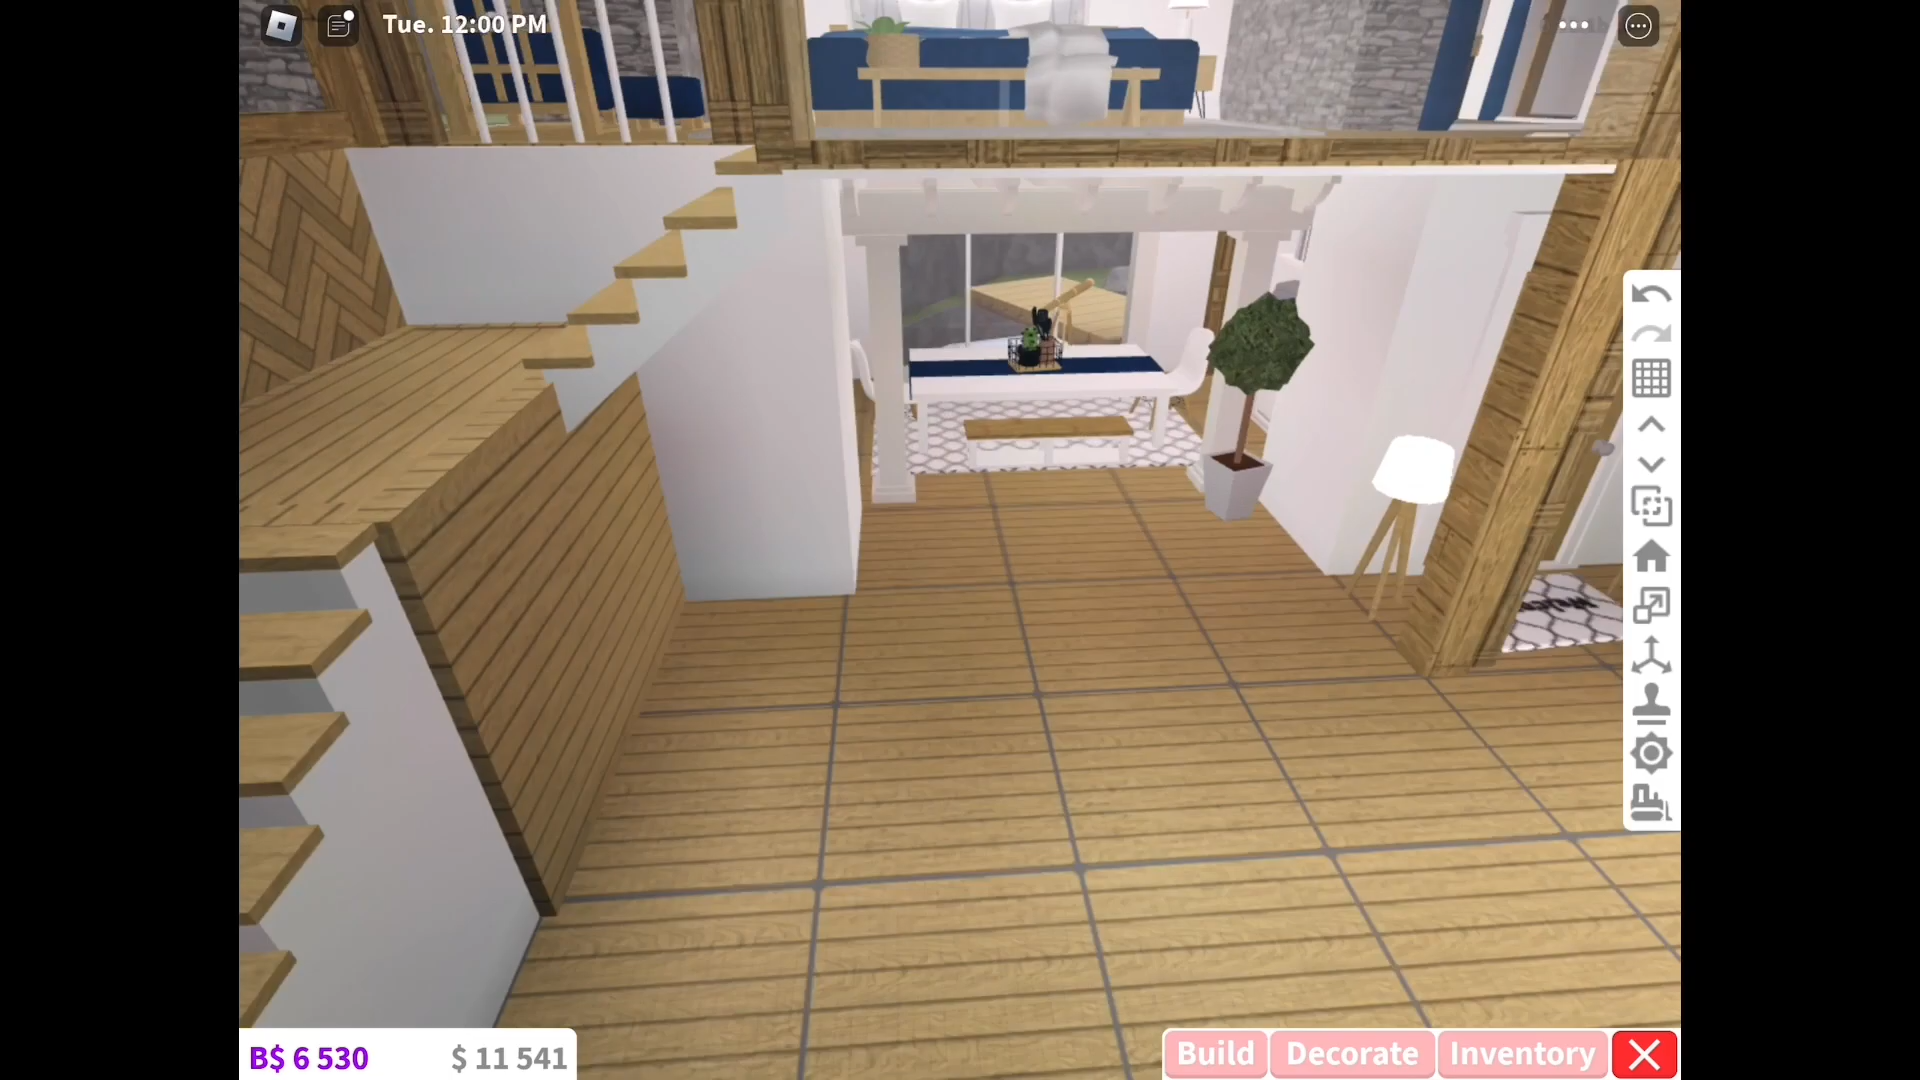 Tue. 12:00 PM
B$ 6 530
$ 11 541
Build
Decorate
Inventory